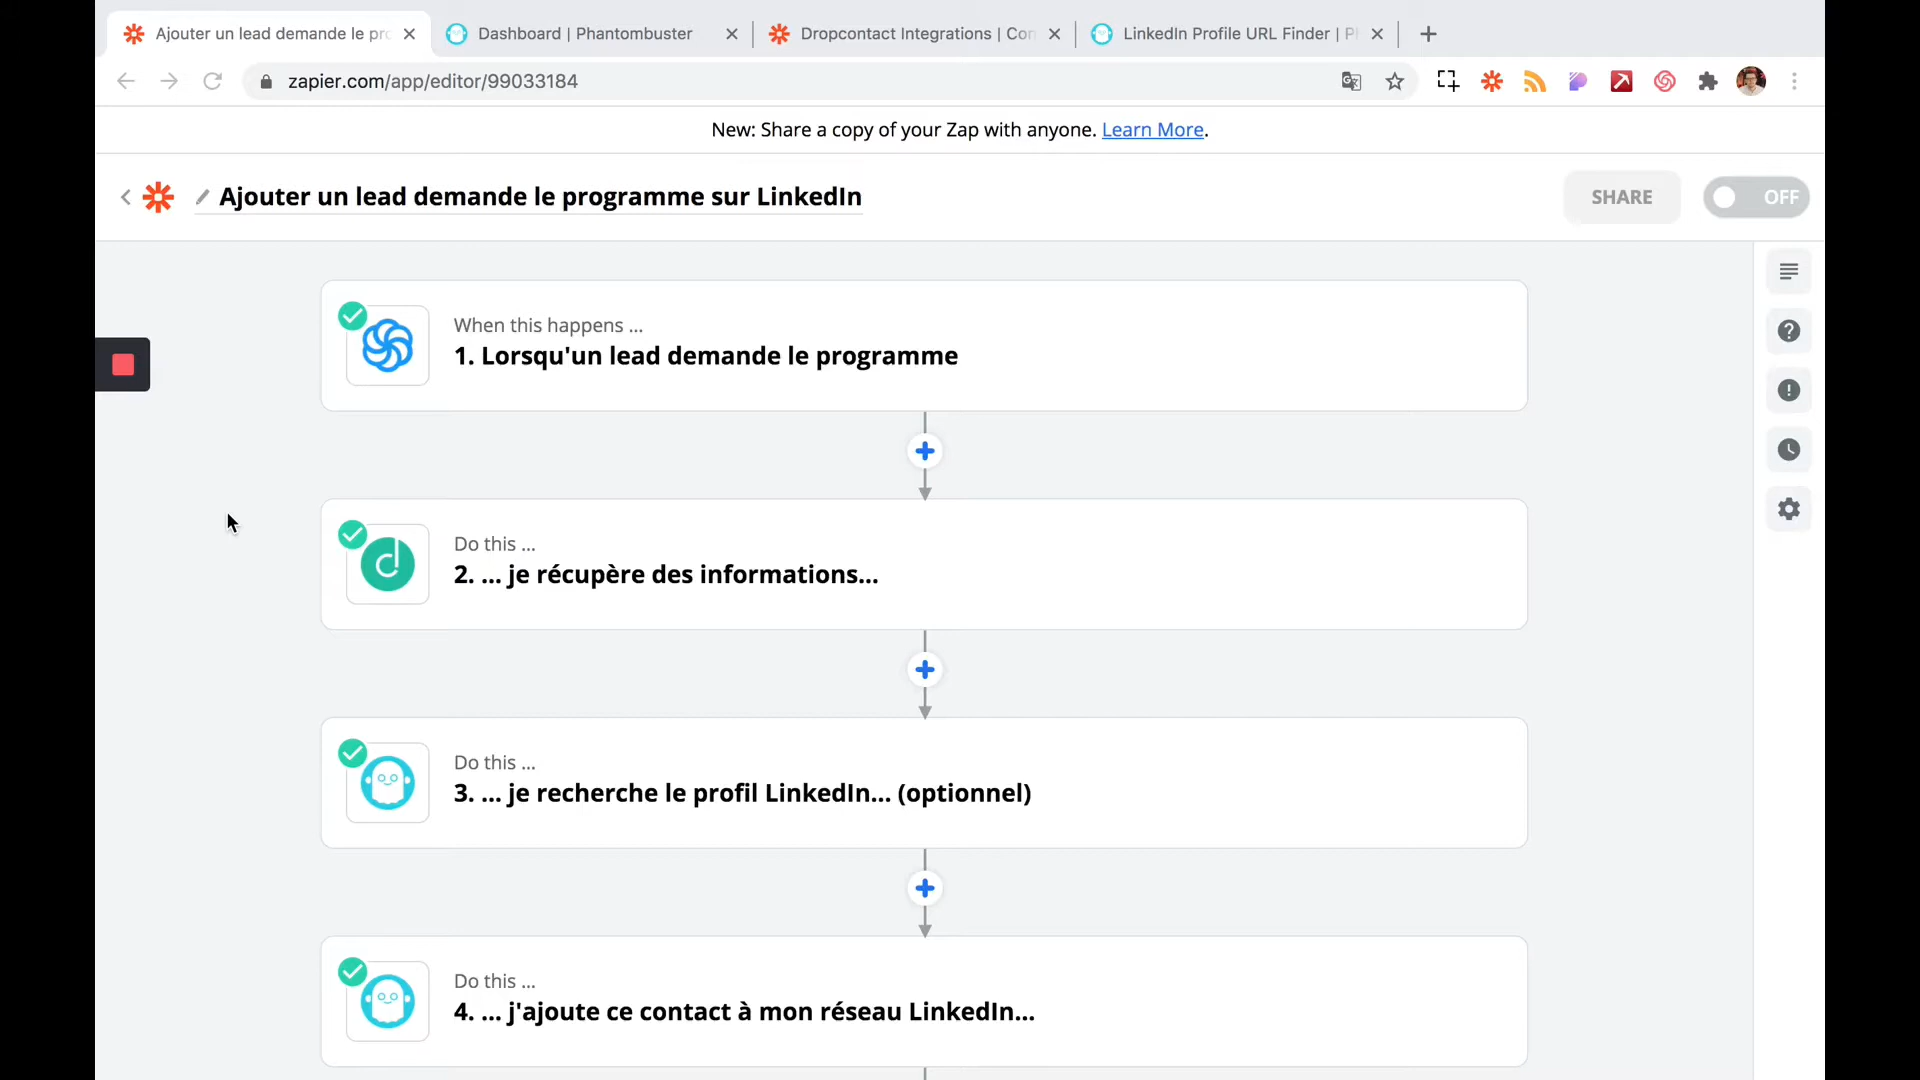 Ajouter un lead demande le pro
Dashboard | Phantombuster
Dropcontact Integrations | Con
LinkedIn Profile URL Finder | P
zapier.com/app/editor/99033184
New: Share a copy of your Zap with anyone. Learn More.
Ajouter un lead demande le programme sur LinkedIn
SHARE
OFF
When this happens ...
1. Lorsqu'un lead demande le programme
Do this ...
2. ... je récupère des informations...
Do this ...
3. ... je recherche le profil LinkedIn... (optionnel)
Do this ...
4. ... j'ajoute ce contact à mon réseau LinkedIn...